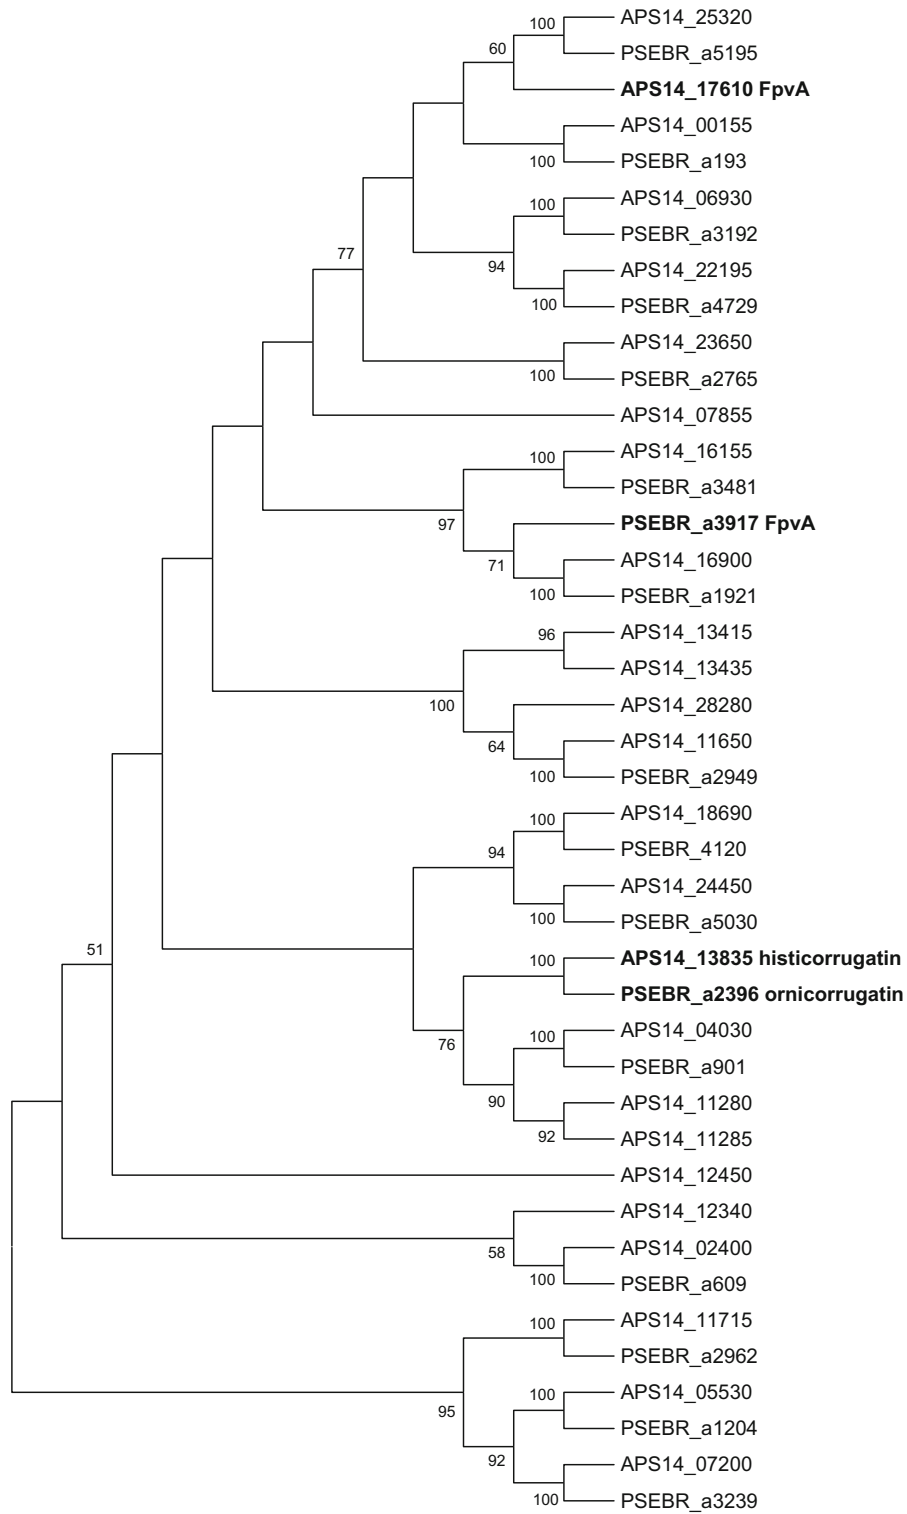 100
APS14_25320
60
PSEBR_a5195
APS14_17610 FpvA
APS14_00155
100
PSEBR_a193
100
APS14_06930
PSEBR_a3192
77
94
APS14_22195
100
PSEBR_a4729
APS14_23650
100
PSEBR_a2765
APS14_07855
100
APS14_16155
PSEBR_a3481
97
PSEBR_a3917 FpvA
71
APS14_16900
100
PSEBR_a1921
96
APS14_13415
APS14_13435
100
APS14_28280
64
APS14_11650
100
PSEBR_a2949
100
APS14_18690
94
PSEBR_4120
APS14_24450
100
PSEBR_a5030
51
100
APS14_13835 histicorrugatin
PSEBR_a2396 ornicorrugatin
76
100
APS14_04030
PSEBR_a901
90
APS14_11280
92
APS14_11285
APS14_12450
APS14_12340
58
APS14_02400
100
PSEBR_a609
100
APS14_11715
PSEBR_a2962
95
100
APS14_05530
PSEBR_a1204
92
APS14_07200
100
PSEBR_a3239